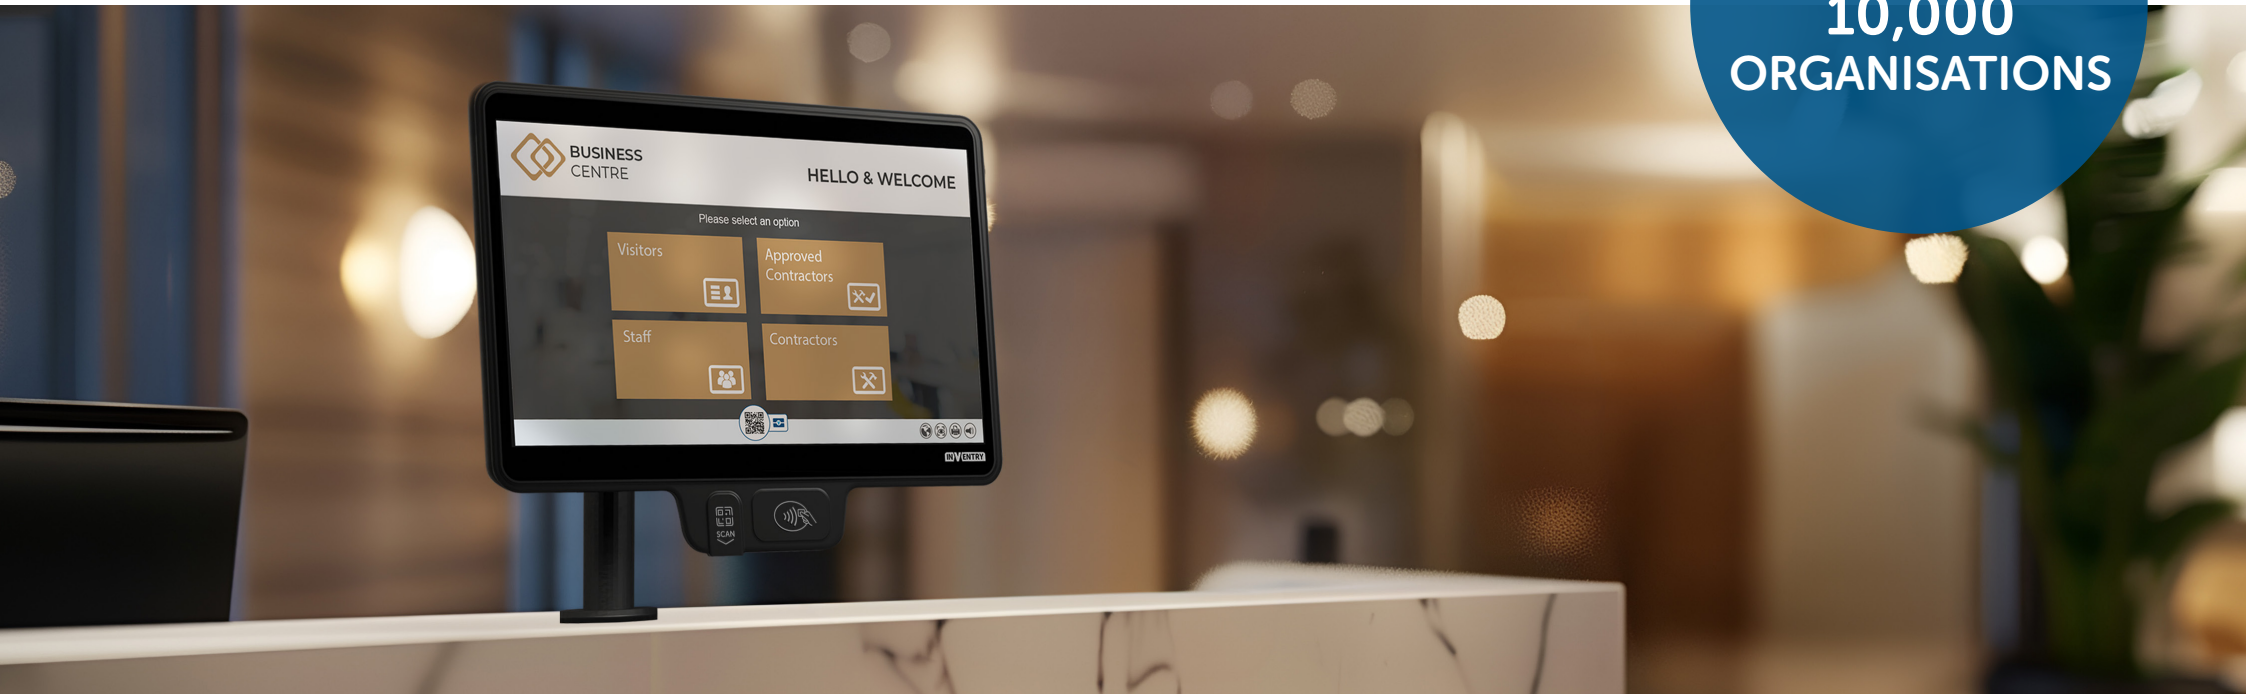 10,000
ORGANISATIONS
BUSINESS
CENTRE
HELLO & WELCOME
Please select an option
Visitors
Approved
Contractors
Staff
Contractors
INVENTRY
SCAN